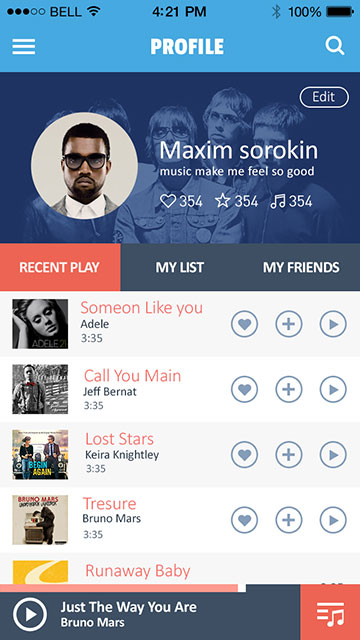 BELL 4:21 PM 100%
PROFILE
Edit
Maxim sorokin
music make me feel so good
354 354 354
RECENT PLAY MY LIST MY FRIENDS
Someon Like you
Adele
3:35
ADELE 21
Call You Main
Jeff Bernat
3:35
Lost Stars
Keira Knightley
3:35
BEGIN
AGAIN
Tresure
Bruno Mars
3:35
BRUNO MARS
UNORTHODOX JUKEBOX
Runaway Baby
Just The Way You Are
Bruno Mars